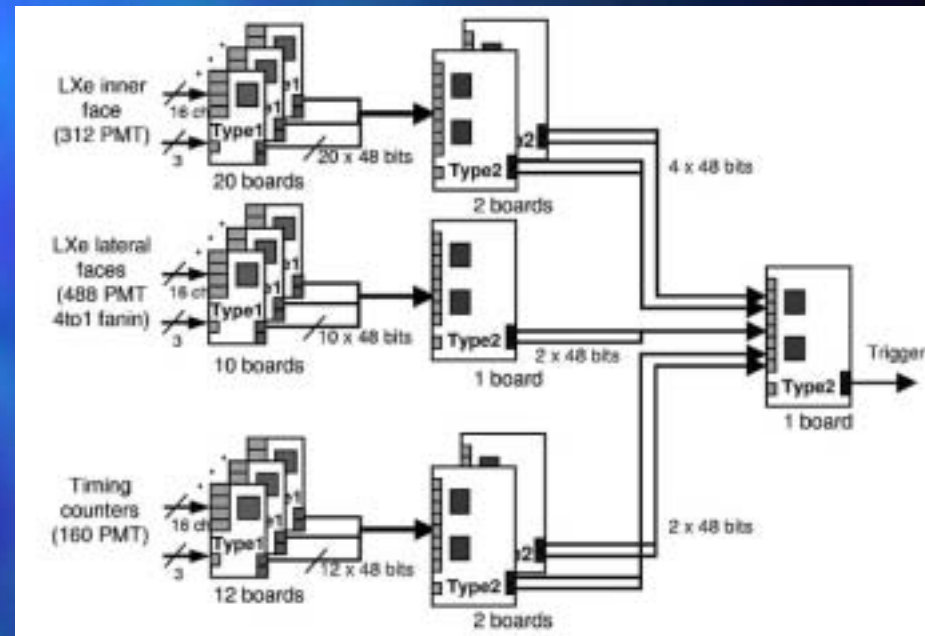 LXe inner
face
(312 PMT)
16 ch
3
Type1
20 x 48 bits
20 boards
Type2
2 boards
4 x 48 bits
LXe lateral
faces
(488 PMT
4to1 fanin)
16 ch
3
Type1
10 x 48 bits
10 boards
Type2
1 board
2 x 48 bits
Type2
Trigger
1 board
Timing
counters
(160 PMT)
16 ch
3
Type1
12 x 48 bits
12 boards
Type2
2 boards
2 x 48 bits